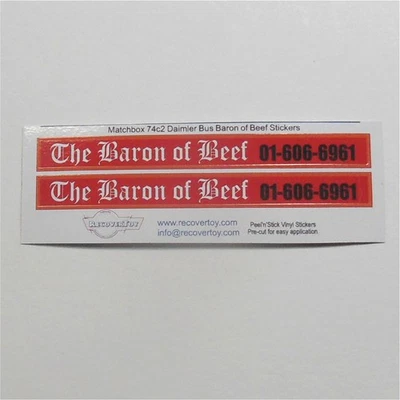 Matchbox 74c2 Daimler Bus Baron of Beef Stickers
The Baron of Beef 01-606-6961
The Baron of Beef 01-606-6961
RECOVERTOY
www.recovertoy.com
info@recovertoy.com
Peel'n'Stick Vinyl Stickers
Pre-cut for easy application